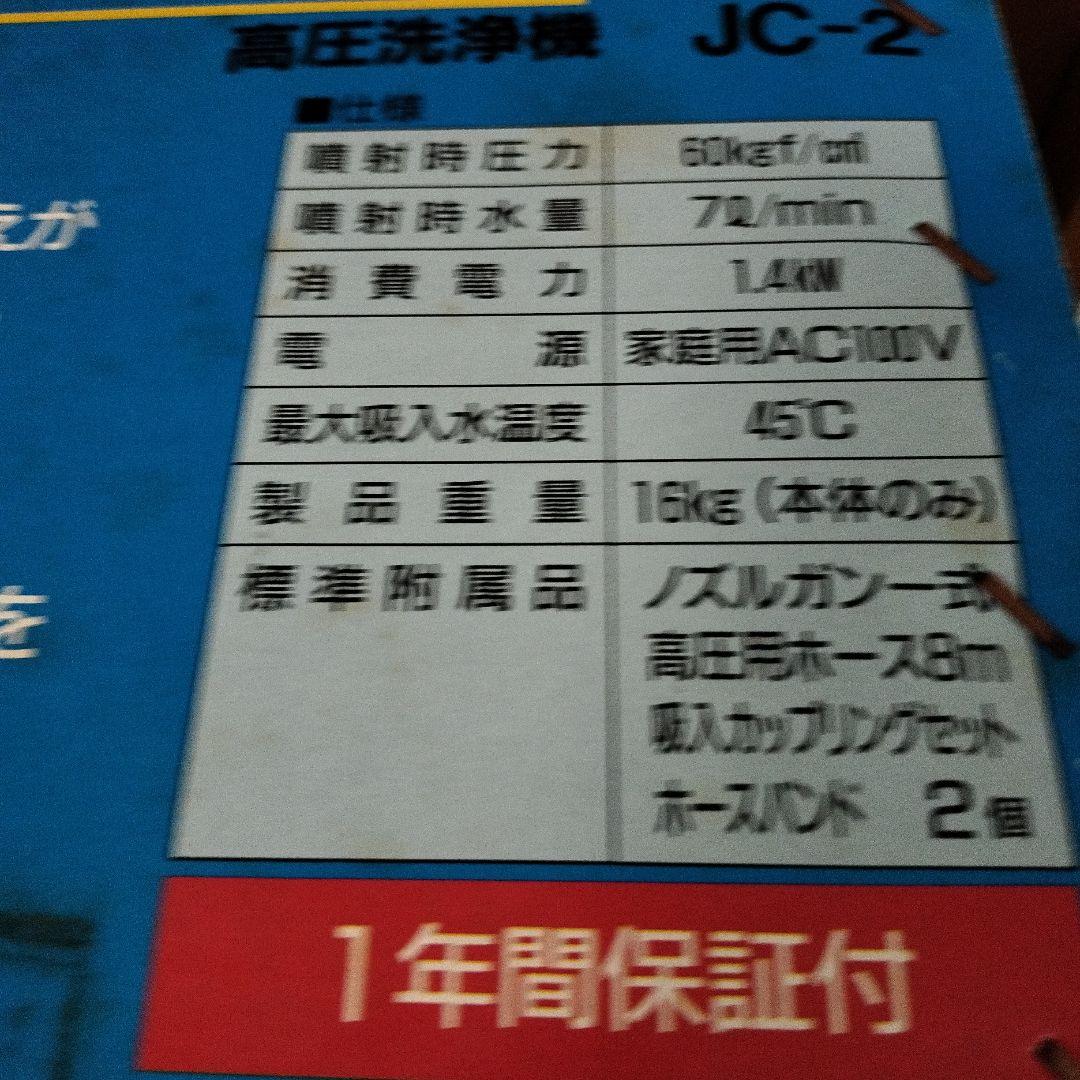 高圧洗浄機 JC-2
■仕様
噴射時圧力 60kgf/c㎡
噴射時水量 7ℓ/min
消費電力 1.4kW
電源 家庭用AC100V
最大吸入水温度 45℃
製品重量 16kg(本体のみ)
標準附属品 ノズルガン一式
高圧用ホース8m
吸入カップリングセット
ホースバンド 2個
1年間保証付
が
を